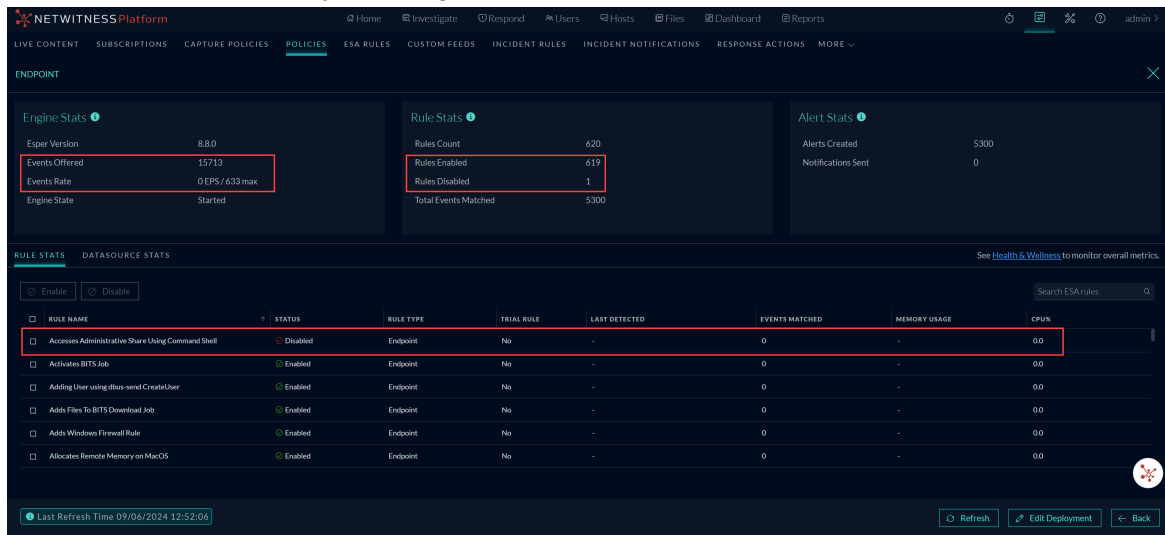 NETWITNESS Platform Home Investigate Respond Users Hosts Files Dashboard Reports admin >
LIVE CONTENT SUBSCRIPTIONS CAPTURE POLICIES POLICIES ESA RULES CUSTOM FEEDS INCIDENT RULES INCIDENT NOTIFICATIONS RESPONSE ACTIONS MORE
ENDPOINT
Engine Stats Rule Stats Alert Stats
Esper Version 8.8.0 Rules Count 620 Alerts Created 5300
Events Offered 15713 Rules Enabled 619 Notifications Sent 0
Events Rate 0 EPS / 633 max Rules Disabled 1
Engine State Started Total Events Matched 5300
RULE STATS DATASOURCE STATS See Health & Wellness to monitor overall metrics.
Enable Disable Search ESA rules
RULE NAME ↑ STATUS RULE TYPE TRIAL RULE LAST DETECTED EVENTS MATCHED MEMORY USAGE CPU%
Accesses Administrative Share Using Command Shell Disabled Endpoint No - 0 - 0.0
Activates BITS Job Enabled Endpoint No - 0 - 0.0
Adding User using dbus-send CreateUser Enabled Endpoint No - 0 - 0.0
Adds Files To BITS Download Job Enabled Endpoint No - 0 - 0.0
Adds Windows Firewall Rule Enabled Endpoint No - 0 - 0.0
Allocates Remote Memory on MacOS Enabled Endpoint No - 0 - 0.0
Last Refresh Time 09/06/2024 12:52:06 Refresh Edit Deployment ← Back